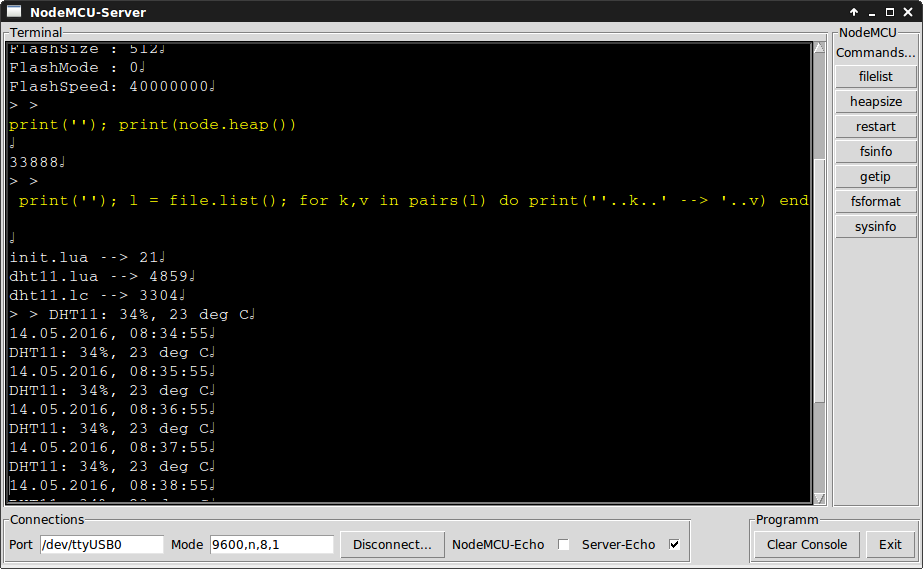 NodeMCU-Server
Terminal
FlashSize : 512♩
FlashMode : 0♩
FlashSpeed: 40000000♩
> >
print(''); print(node.heap())
♩
33888♩
> >
print(''); l = file.list(); for k,v in pairs(l) do print(''..k..' --> '..v) end
♩
init.lua --> 21♩
dht11.lua --> 4859♩
dht11.lc --> 3304♩
> > DHT11: 34%, 23 deg C♩
14.05.2016, 08:34:55♩
DHT11: 34%, 23 deg C♩
14.05.2016, 08:35:55♩
DHT11: 34%, 23 deg C♩
14.05.2016, 08:36:55♩
DHT11: 34%, 23 deg C♩
14.05.2016, 08:37:55♩
DHT11: 34%, 23 deg C♩
14.05.2016, 08:38:55♩
NodeMCU
Commands...
filelist
heapsize
restart
fsinfo
getip
fsformat
sysinfo
Connections
Port /dev/ttyUSB0 Mode 9600,n,8,1 Disconnect... NodeMCU-Echo Server-Echo
Programm
Clear Console Exit